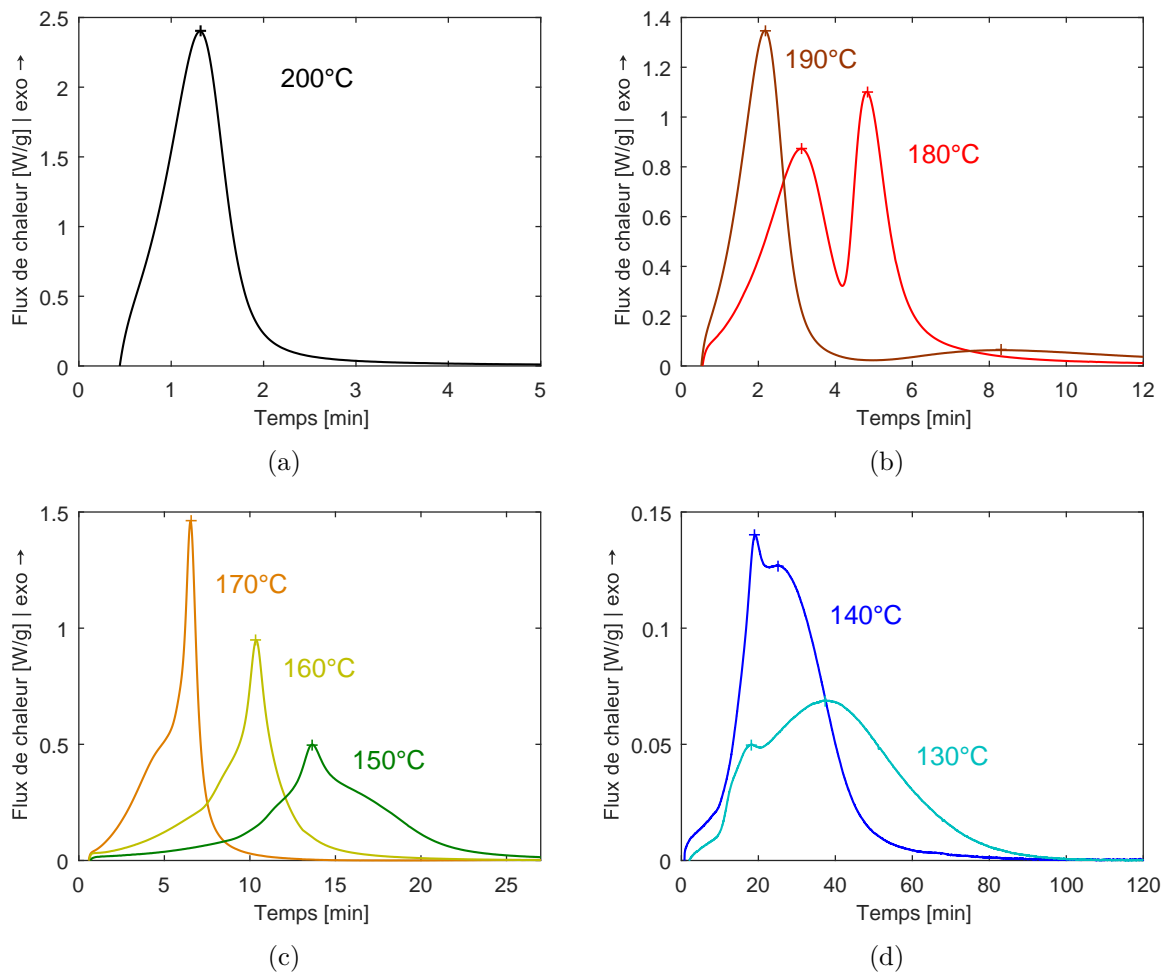 Flux de chaleur [W/g] | exo →
2.5
2
1.5
1
0.5
0
200°C
0 1 2 3 4 5
Temps [min]
(a)
Flux de chaleur [W/g] | exo →
1.4
1.2
1
0.8
0.6
0.4
0.2
0
190°C
180°C
0 2 4 6 8 10 12
Temps [min]
(b)
Flux de chaleur [W/g] | exo →
1.5
1
0.5
0
170°C
160°C
150°C
0 5 10 15 20 25
Temps [min]
(c)
Flux de chaleur [W/g] | exo →
0.15
0.1
0.05
0
140°C
130°C
0 20 40 60 80 100 120
Temps [min]
(d)